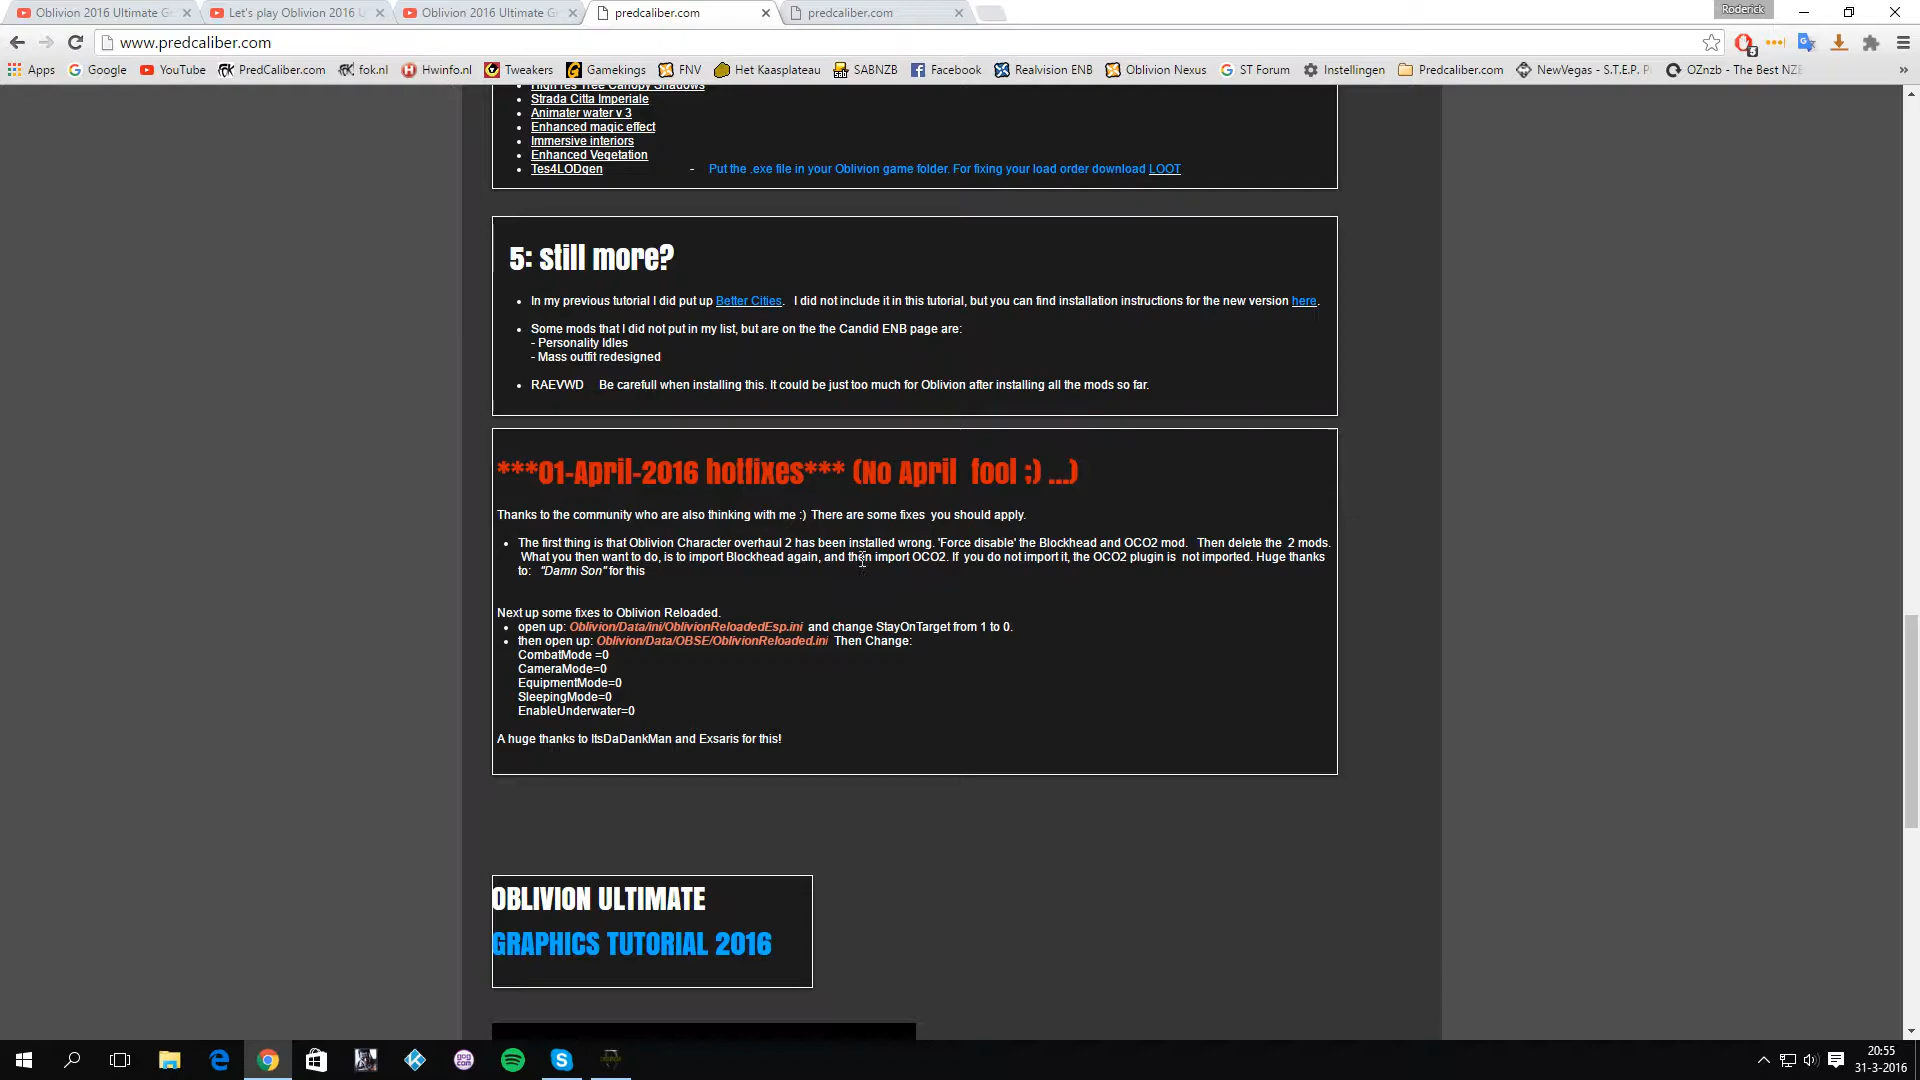 Oblivion 2016 Ultimate Gr
Let's play Oblivion 2016 U
Oblivion 2016 Ultimate Gr
predcaliber.com
predcaliber.com
Roderick
www.predcaliber.com
5
Apps
Google
YouTube
PredCaliber.com
fok.nl
Hwinfo.nl
Tweakers
Gamekings
FNV
Het Kaasplateau
SABNZB
Facebook
Realvision ENB
Oblivion Nexus
ST Forum
Instellingen
Predcaliber.com
NewVegas - S.T.E.P. P
OZnzb - The Best NZE
»
High res Tree Canopy Shadows
Strada Citta Imperiale
Animater water v 3
Enhanced magic effect
Immersive interiors
Enhanced Vegetation
Tes4LODgen - Put the .exe file in your Oblivion game folder. For fixing your load order download LOOT
5: still more?
In my previous tutorial I did put up Better Cities. I did not include it in this tutorial, but you can find installation instructions for the new version here.
Some mods that I did not put in my list, but are on the the Candid ENB page are:
- Personality Idles
- Mass outfit redesigned
RAEVWD Be carefull when installing this. It could be just too much for Oblivion after installing all the mods so far.
***01-April-2016 hotfixes*** (No April fool ;) ...)
Thanks to the community who are also thinking with me :) There are some fixes you should apply.
The first thing is that Oblivion Character overhaul 2 has been installed wrong. 'Force disable' the Blockhead and OCO2 mod. Then delete the 2 mods.
What you then want to do, is to import Blockhead again, and then import OCO2. If you do not import it, the OCO2 plugin is not imported. Huge thanks
to: "Damn Son" for this
Next up some fixes to Oblivion Reloaded.
open up: Oblivion/Data/ini/OblivionReloadedEsp.ini and change StayOnTarget from 1 to 0.
then open up: Oblivion/Data/OBSE/OblivionReloaded.ini Then Change:
CombatMode =0
CameraMode=0
EquipmentMode=0
SleepingMode=0
EnableUnderwater=0
A huge thanks to ItsDaDankMan and Exsaris for this!
OBLIVION ULTIMATE
GRAPHICS TUTORIAL 2016
gog
com
20:55
31-3-2016